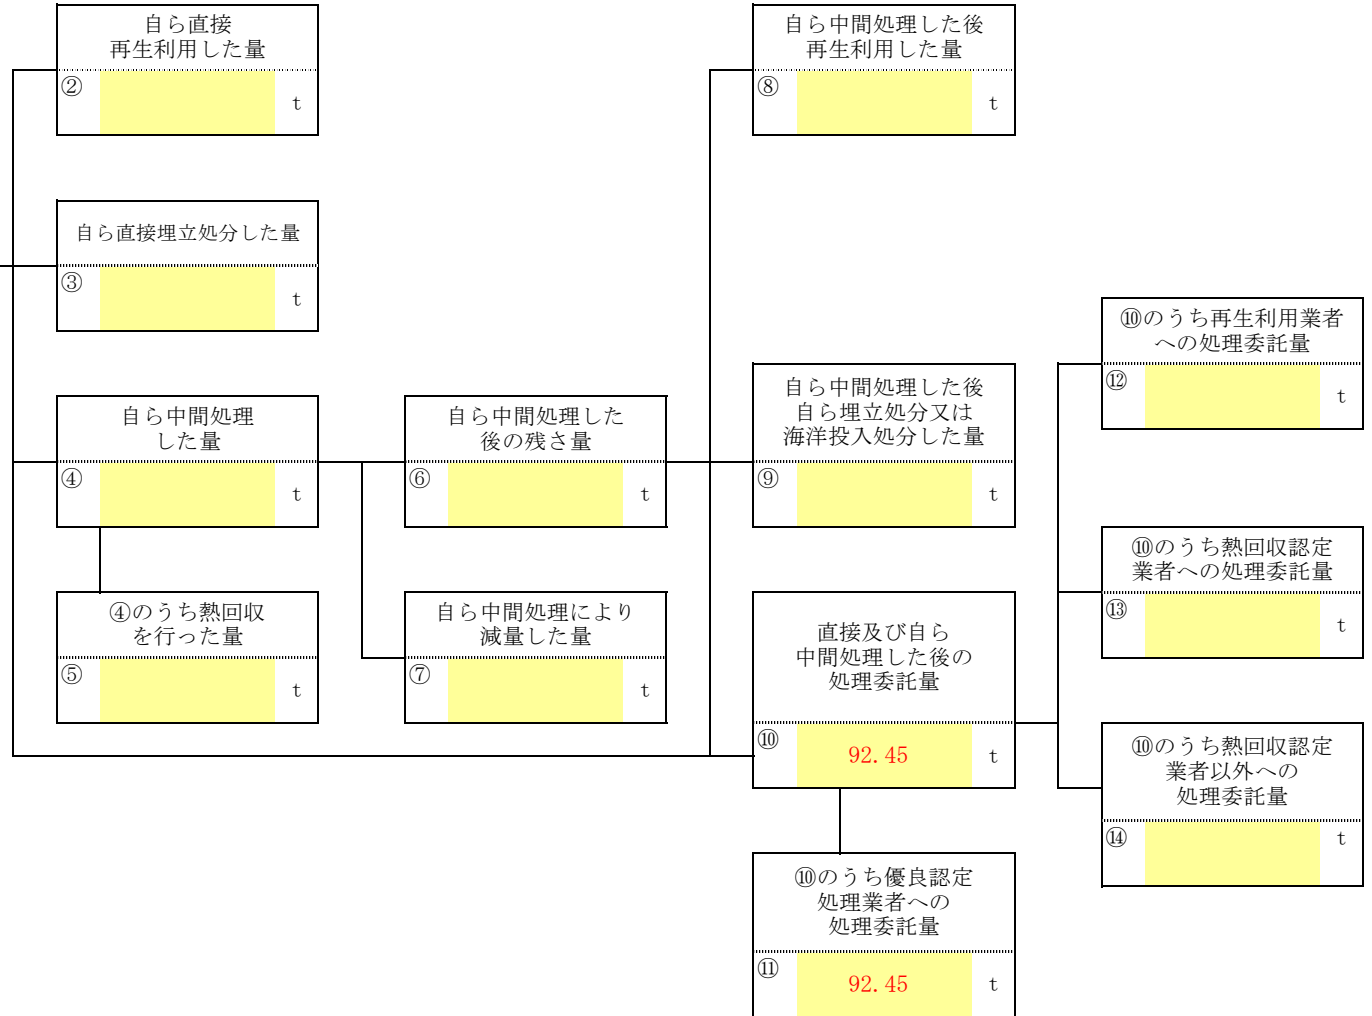 自ら直接
再生利用した量
②
t
自ら中間処理した後
再生利用した量
⑧
t
自ら直接埋立処分した量
③
t
⑩のうち再生利用業者
への処理委託量
⑫
t
自ら中間処理
した量
④
t
自ら中間処理した
後の残さ量
⑥
t
自ら中間処理した後
自ら埋立処分又は
海洋投入処分した量
⑨
t
⑩のうち熱回収認定
業者への処理委託量
⑬
t
④のうち熱回収
を行った量
⑤
t
自ら中間処理により
減量した量
⑦
t
直接及び自ら
中間処理した後の
処理委託量
⑩
92.45
t
⑩のうち熱回収認定
業者以外への
処理委託量
⑭
t
⑩のうち優良認定
処理業者への
処理委託量
⑪
92.45
t